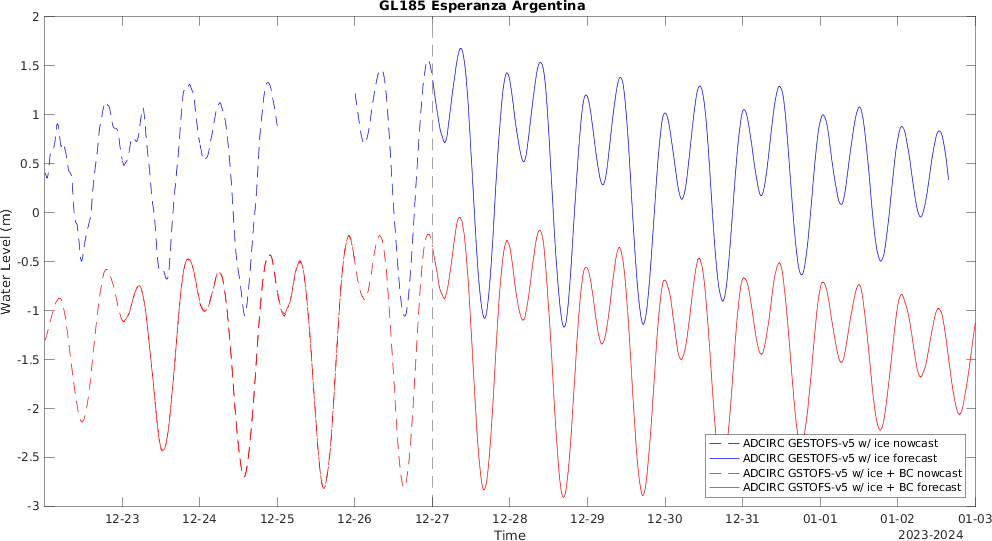 GL185 Esperanza Argentina
2
1.5
1
0.5
0
-0.5
-1
-1.5
-2
-2.5
-3
Water Level (m)
ADCIRC GESTOFS-v5 w/ ice nowcast
ADCIRC GESTOFS-v5 w/ ice forecast
ADCIRC GSTOFS-v5 w/ ice + BC nowcast
ADCIRC GSTOFS-v5 w/ ice + BC forecast
12-23 12-24 12-25 12-26 12-27 12-28 12-29 12-30 12-31 01-01 01-02 01-03
Time
2023-2024